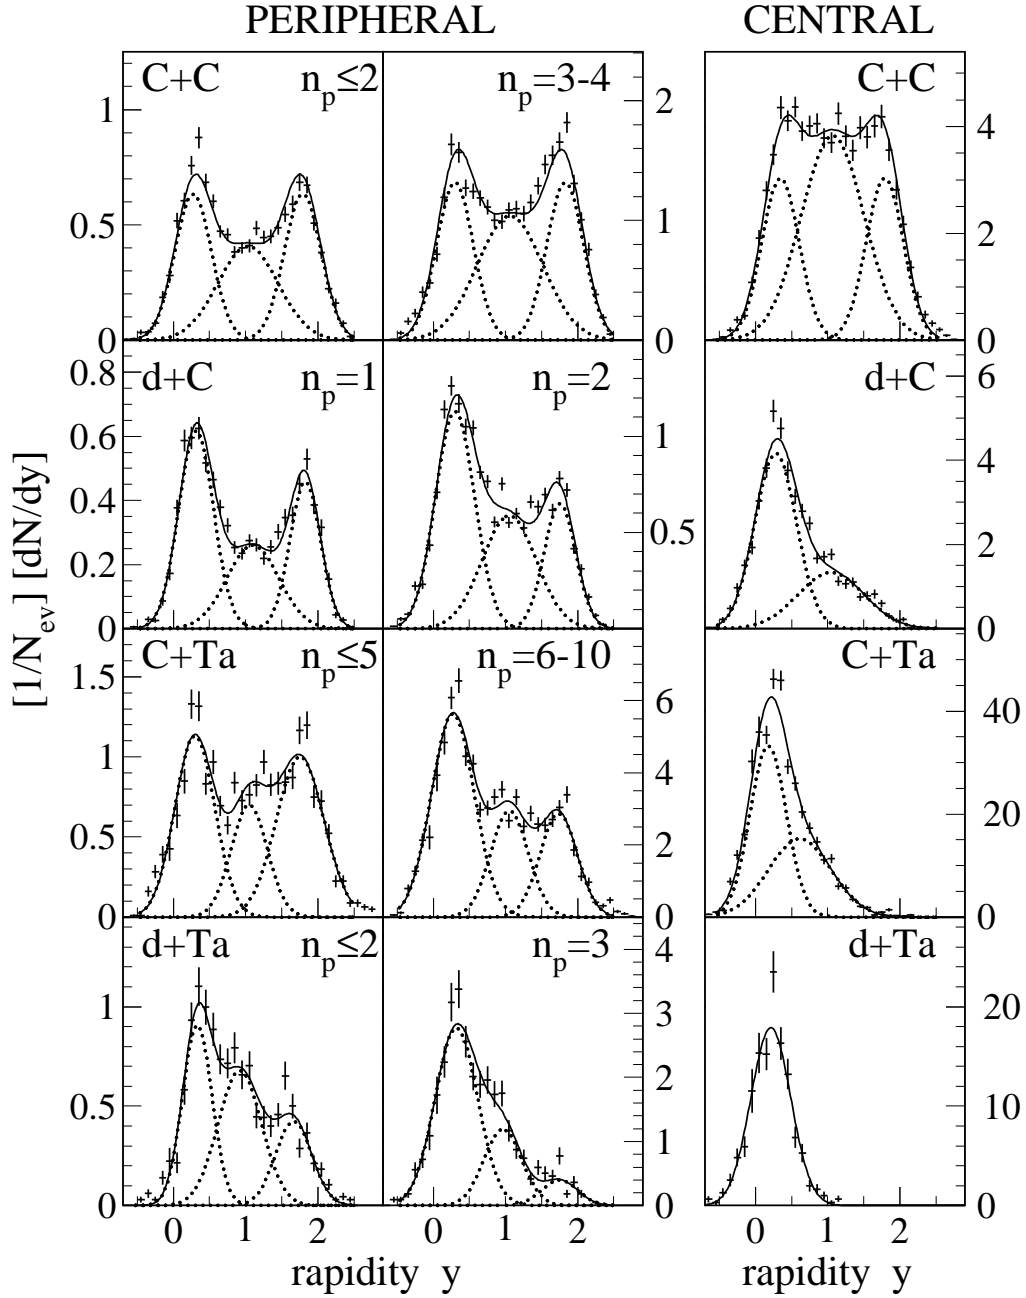 PERIPHERAL CENTRAL
C+C n_p≤2 n_p=3-4 C+C
1 2 4
0.5 1 2
0 0 0
d+C n_p=1 n_p=2 d+C
0.8 6
0.6 1 4
0.4 0.5
0.2 2
0 0
C+Ta n_p≤5 n_p=6-10 C+Ta
1.5 6 40
1 4
0.5 2 20
0 0 0
d+Ta n_p≤2 n_p=3 d+Ta
4
1 3 20
2
0.5 1 10
0 0 0
0 1 2 0 1 2 0 1 2
rapidity y rapidity y
[1/N_ev] [dN/dy]